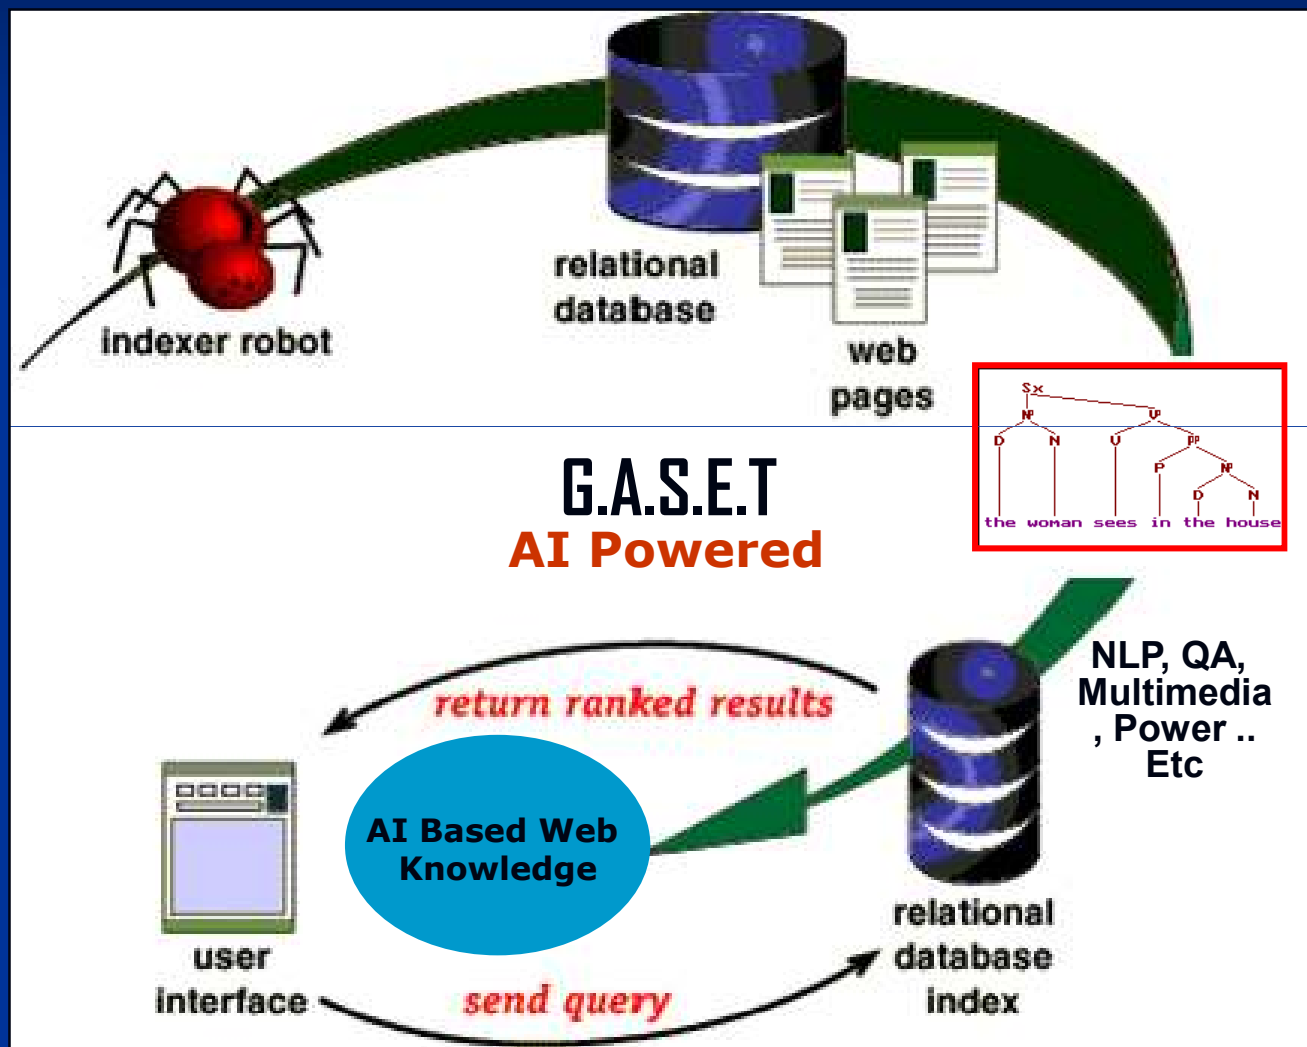 relational
database
indexer robot
web
pages
Sx
NP VP
D N V PP
P NP
D N
the woman sees in the house
G.A.S.E.T
AI Powered
NLP, QA,
Multimedia
, Power ..
Etc
return ranked results
AI Based Web
Knowledge
user
interface
send query
relational
database
index